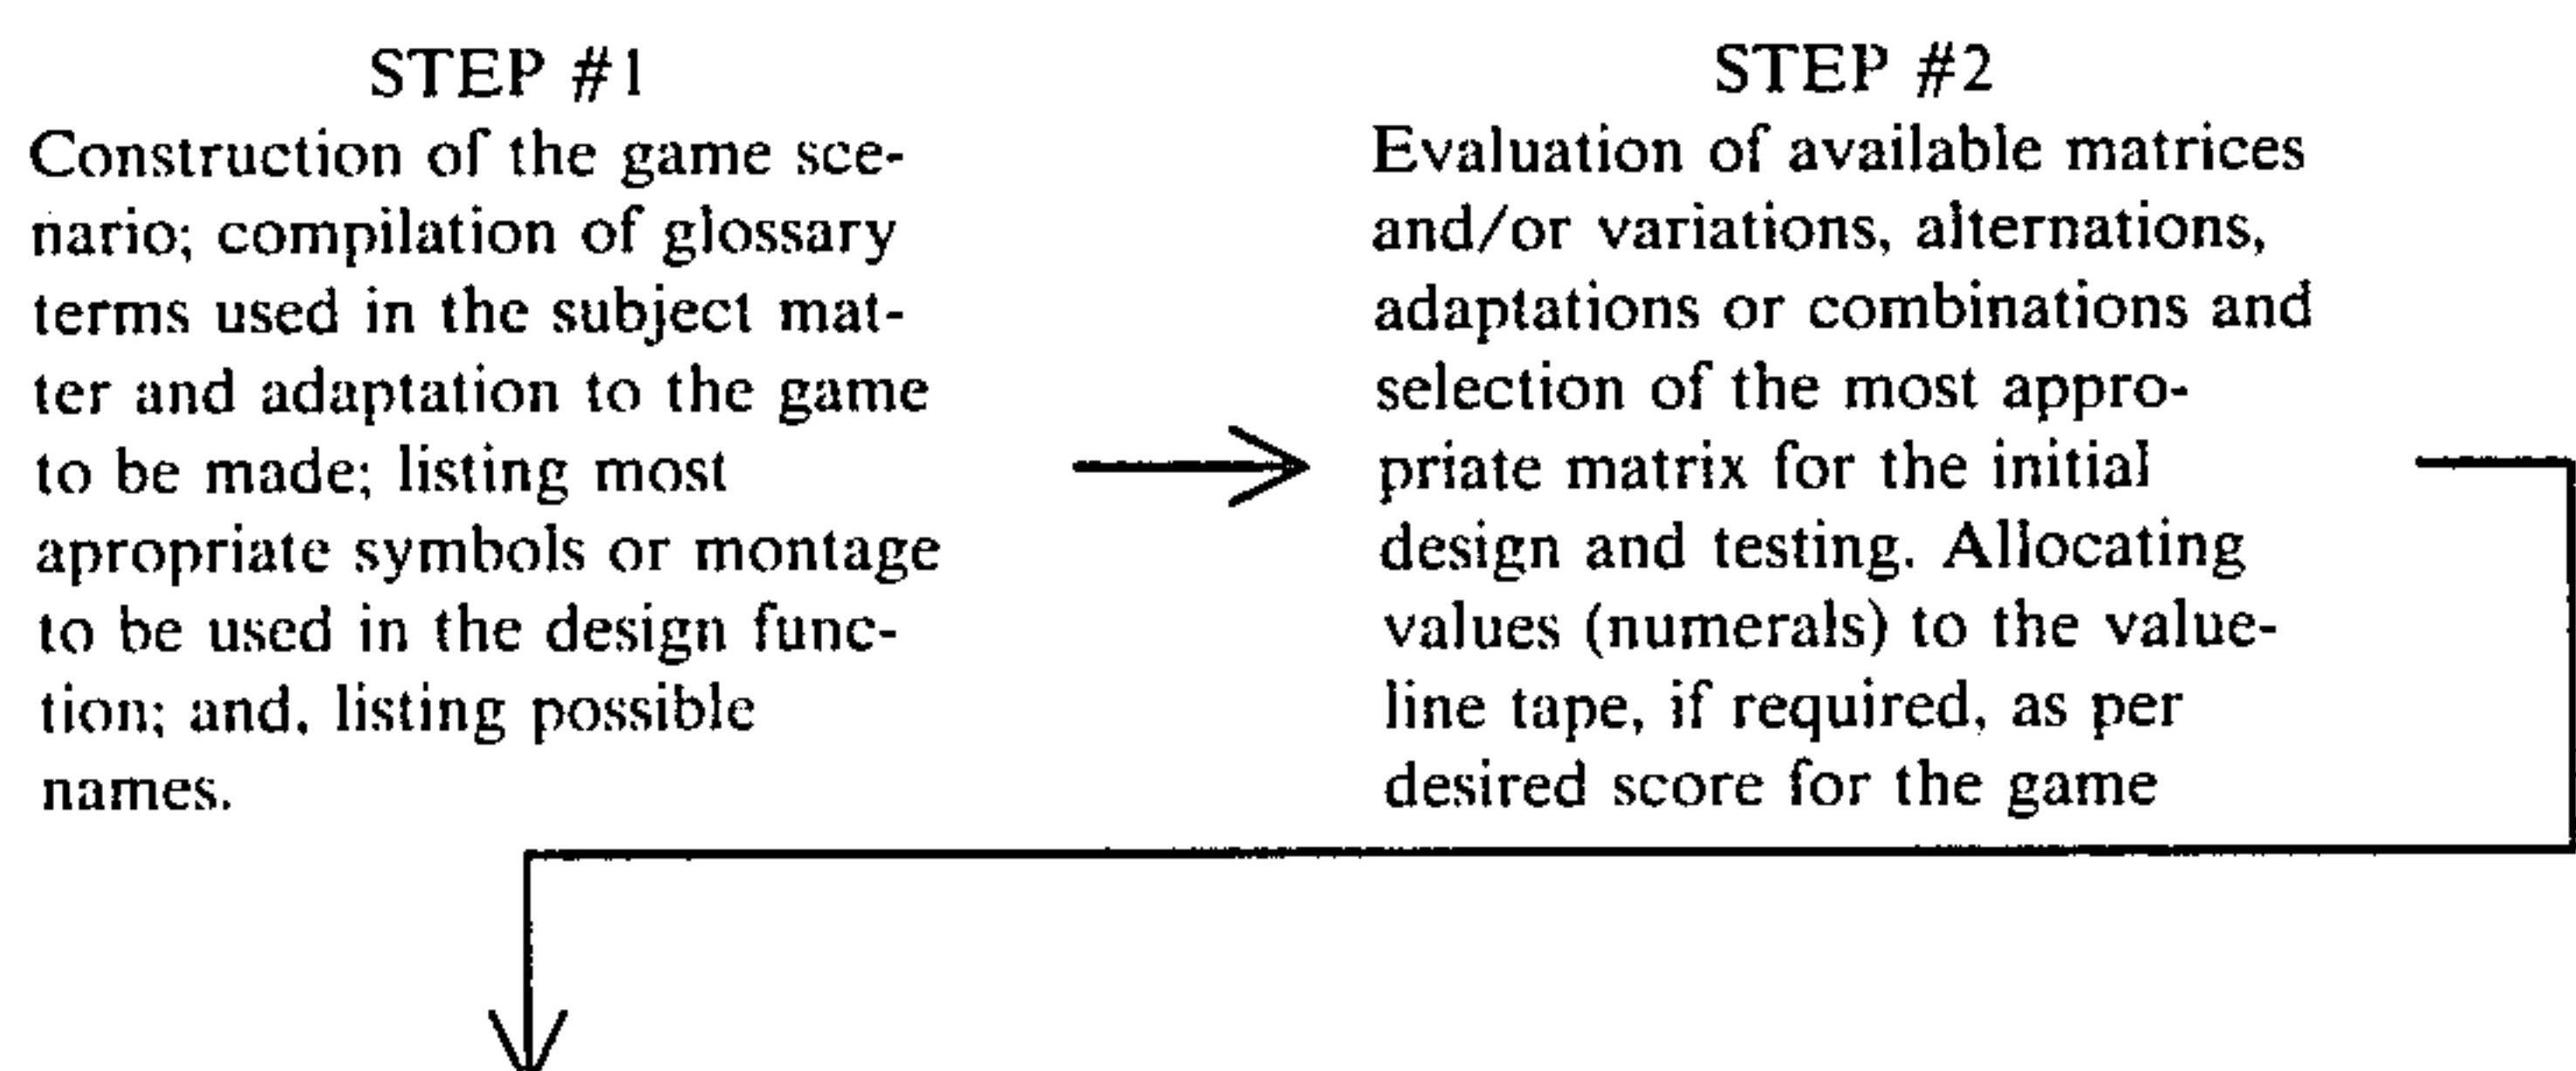 STEP #1
Construction of the game sce-
nario; compilation of glossary
terms used in the subject mat-
ter and adaptation to the game
to be made; listing most
apropriate symbols or montage
to be used in the design func-
tion; and, listing possible
names.
STEP #2
Evaluation of available matrices
and/or variations, alternations,
adaptations or combinations and
selection of the most appro-
priate matrix for the initial
design and testing. Allocating
values (numerals) to the value-
line tape, if required, as per
desired score for the game